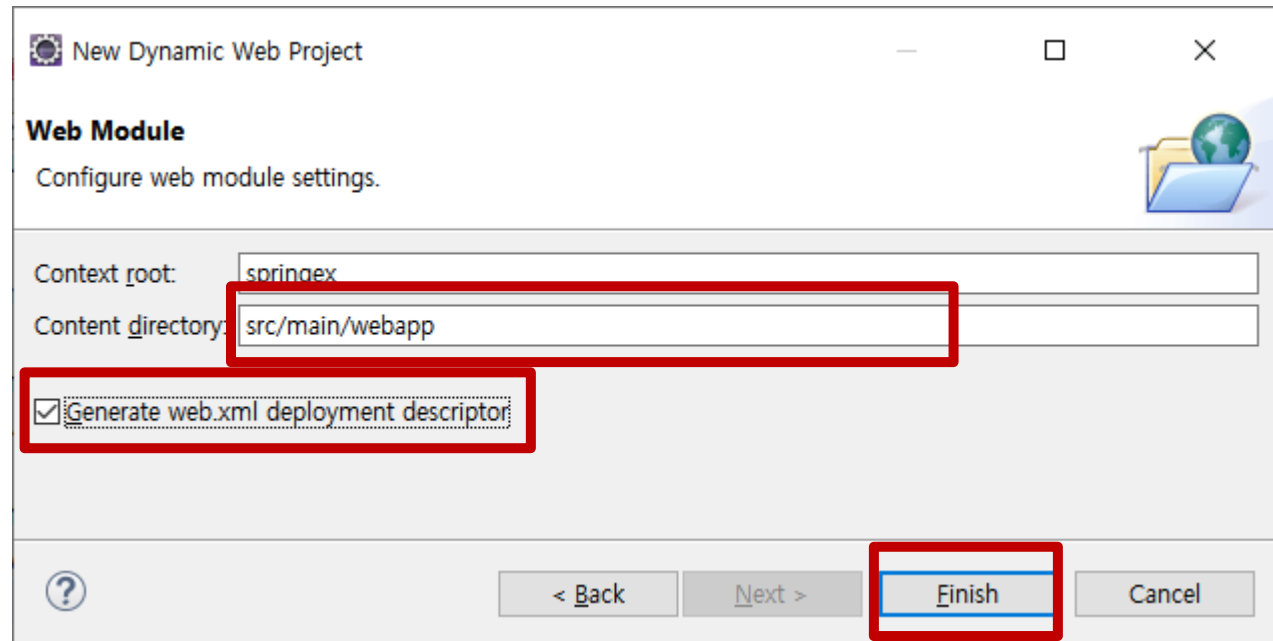 New Dynamic Web Project
Web Module
Configure web module settings.
Context root: springex
Content directory: src/main/webapp
Generate web.xml deployment descriptor
? < Back Next > Finish Cancel